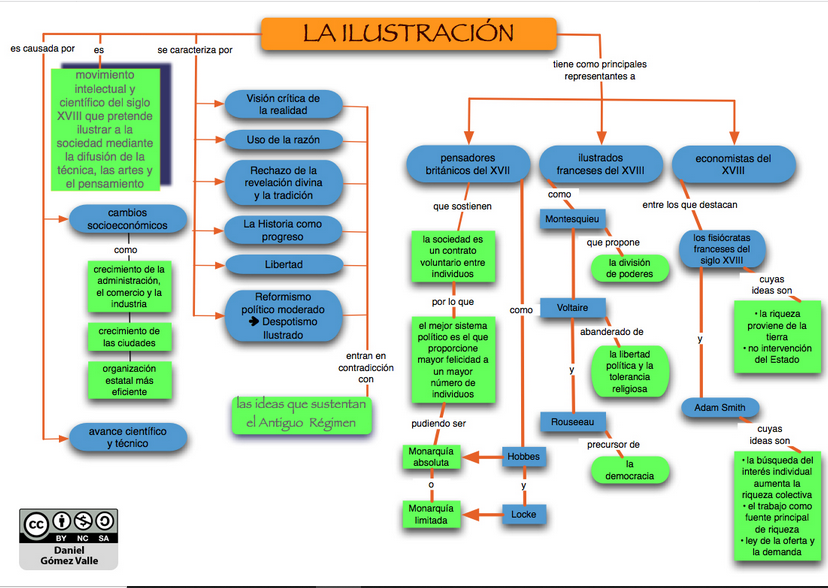 LA ILUSTRACIÓN
es causada por
es
se caracteriza por
tiene como principales
representantes a
movimiento
intelectual y
científico del siglo
XVIII que pretende
ilustrar a la
sociedad mediante
la difusión de la
técnica, las artes y
el pensamiento
cambios
socioeconómicos
como
crecimiento de la
administración,
el comercio y la
industria
crecimiento de
las ciudades
organización
estatal más
eficiente
avance científico
y técnico
Visión crítica de
la realidad
Uso de la razón
Rechazo de la
revelación divina
y la tradición
La Historia como
progreso
Libertad
Reformismo
político moderado
➔ Despotismo
Ilustrado
entran en
contradicción
con
las ideas que sustentan
el Antiguo Régimen
pensadores
británicos del XVII
que sostienen
la sociedad es
un contrato
voluntario entre
individuos
por lo que
el mejor sistema
político es el que
proporcione
mayor felicidad a
un mayor
número de
individuos
pudiendo ser
Monarquía
absoluta
o
Monarquía
limitada
como
Hobbes
y
Locke
ilustrados
franceses del XVIII
como
Montesquieu
que propone
la división
de poderes
Voltaire
abanderado de
la libertad
política y la
tolerancia
religiosa
y
Rouseeau
precursor de
la
democracia
economistas del
XVIII
entre los que destacan
los fisiócratas
franceses del
siglo XVIII
cuyas
ideas son
• la riqueza
proviene de la
tierra
• no intervención
del Estado
y
Adam Smith
cuyas
ideas son
• la búsqueda del
interés individual
aumenta la
riqueza colectiva
• el trabajo como
fuente principal
de riqueza
• ley de la oferta y
la demanda
cc
BY NC SA
Daniel
Gómez Valle